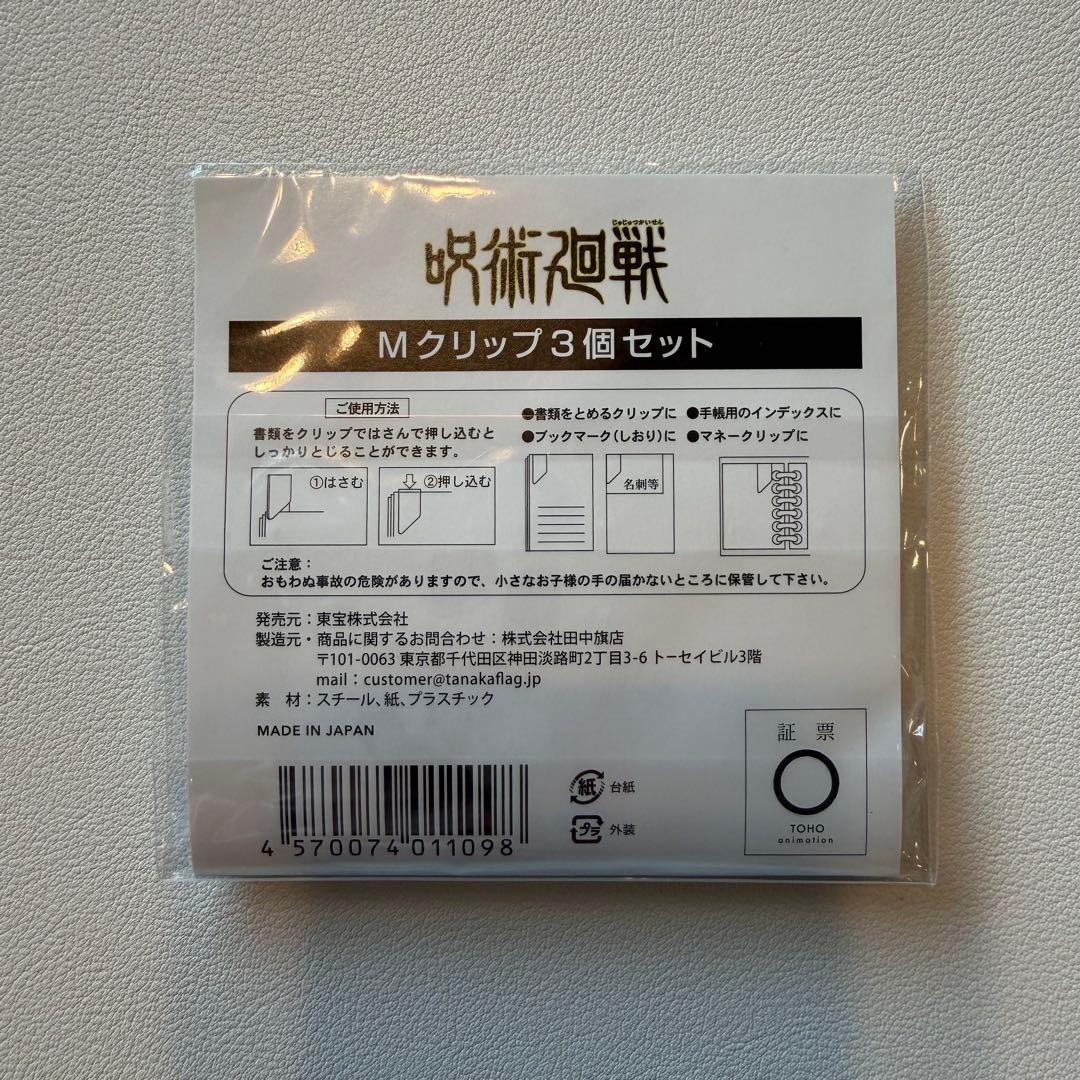 じゅじゅつかいせん
呪術廻戦
Mクリップ3個セット
ご使用方法
書類をクリップではさんで押し込むと
しっかりとじることができます。
①はさむ
②押し込む
●書類をとめるクリップに ●手帳用のインデックスに
●ブックマーク(しおり)に ●マネークリップに
名刺等
ご注意：
おもわぬ事故の危険がありますので、小さなお子様の手の届かないところに保管して下さい。
発売元：東宝株式会社
製造元・商品に関するお問合わせ：株式会社田中旗店
〒101-0063 東京都千代田区神田淡路町2丁目3-6 トーセイビル3階
mail：customer@tanakaflag.jp
素　材：スチール、紙、プラスチック
MADE IN JAPAN
4 570074 011098
紙 台紙
プラ 外装
証 票
TOHO
animation